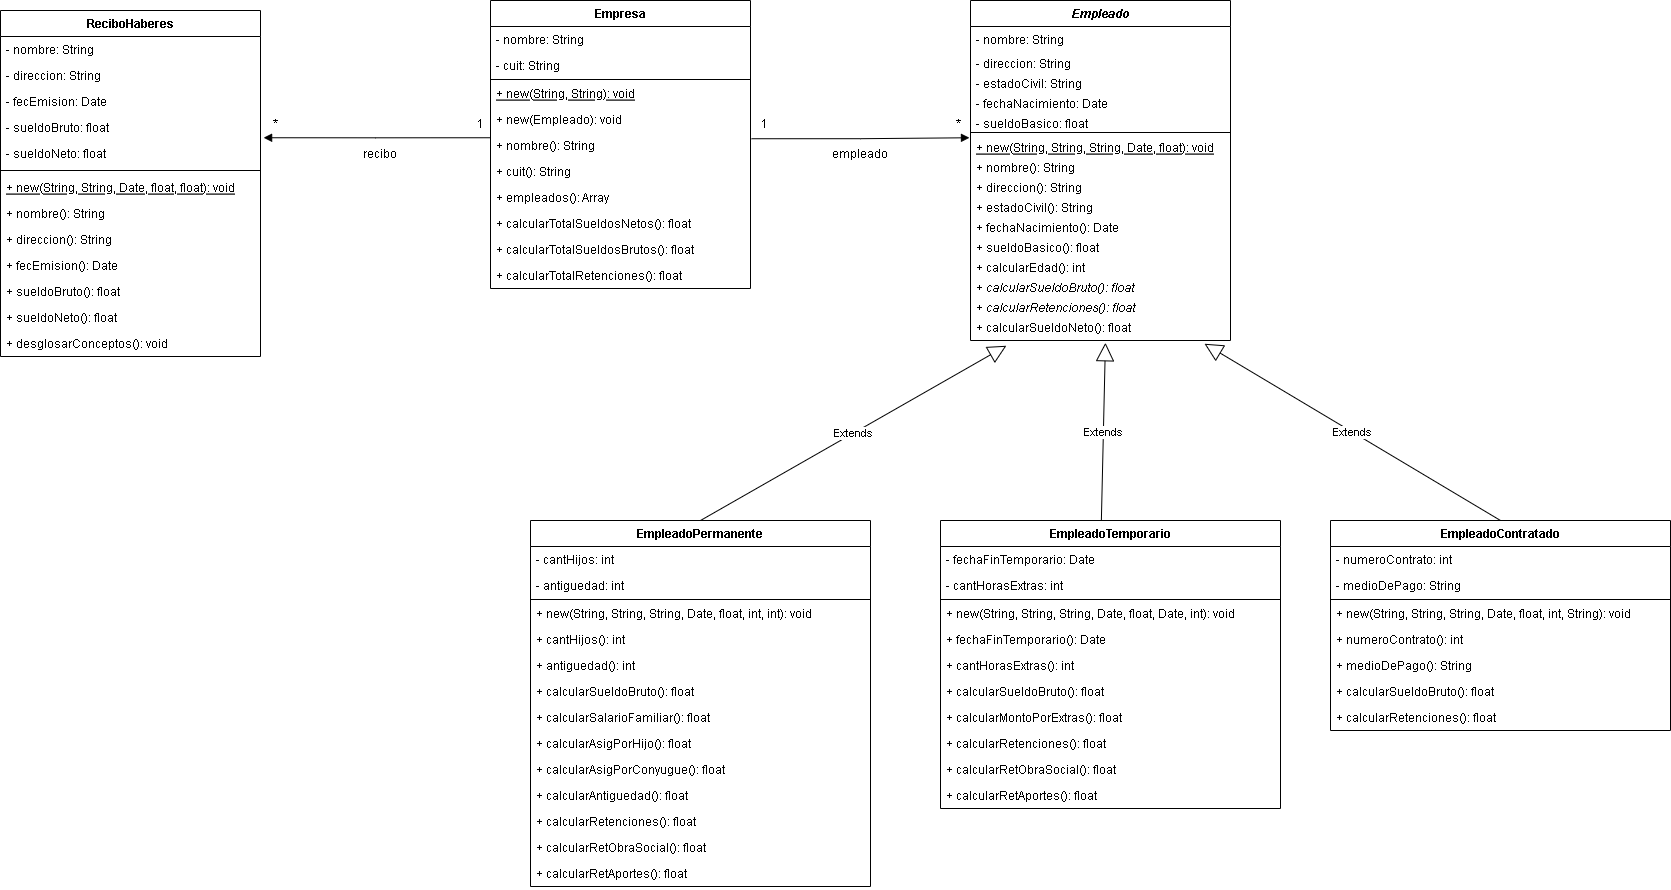 ReciboHaberes
- nombre: String
- direccion: String
- fecEmision: Date
- sueldoBruto: float
- sueldoNeto: float
+ new(String, String, Date, float, float): void
+ nombre(): String
+ direccion(): String
+ fecEmision(): Date
+ sueldoBruto(): float
+ sueldoNeto(): float
+ desglosarConceptos(): void
*
1
recibo
Empresa
- nombre: String
- cuit: String
+ new(String, String): void
+ new(Empleado): void
+ nombre(): String
+ cuit(): String
+ empleados(): Array
+ calcularTotalSueldosNetos(): float
+ calcularTotalSueldosBrutos(): float
+ calcularTotalRetenciones(): float
1
*
empleado
Empleado
- nombre: String
- direccion: String
- estadoCivil: String
- fechaNacimiento: Date
- sueldoBasico: float
+ new(String, String, String, Date, float): void
+ nombre(): String
+ direccion(): String
+ estadoCivil(): String
+ fechaNacimiento(): Date
+ sueldoBasico(): float
+ calcularEdad(): int
+ calcularSueldoBruto(): float
+ calcularRetenciones(): float
+ calcularSueldoNeto(): float
Extends
Extends
Extends
EmpleadoPermanente
- cantHijos: int
- antiguedad: int
+ new(String, String, String, Date, float, int, int): void
+ cantHijos(): int
+ antiguedad(): int
+ calcularSueldoBruto(): float
+ calcularSalarioFamiliar(): float
+ calcularAsigPorHijo(): float
+ calcularAsigPorConyugue(): float
+ calcularAntiguedad(): float
+ calcularRetenciones(): float
+ calcularRetObraSocial(): float
+ calcularRetAportes(): float
EmpleadoTemporario
- fechaFinTemporario: Date
- cantHorasExtras: int
+ new(String, String, String, Date, float, Date, int): void
+ fechaFinTemporario(): Date
+ cantHorasExtras(): int
+ calcularSueldoBruto(): float
+ calcularMontoPorExtras(): float
+ calcularRetenciones(): float
+ calcularRetObraSocial(): float
+ calcularRetAportes(): float
EmpleadoContratado
- numeroContrato: int
- medioDePago: String
+ new(String, String, String, Date, float, int, String): void
+ numeroContrato(): int
+ medioDePago(): String
+ calcularSueldoBruto(): float
+ calcularRetenciones(): float